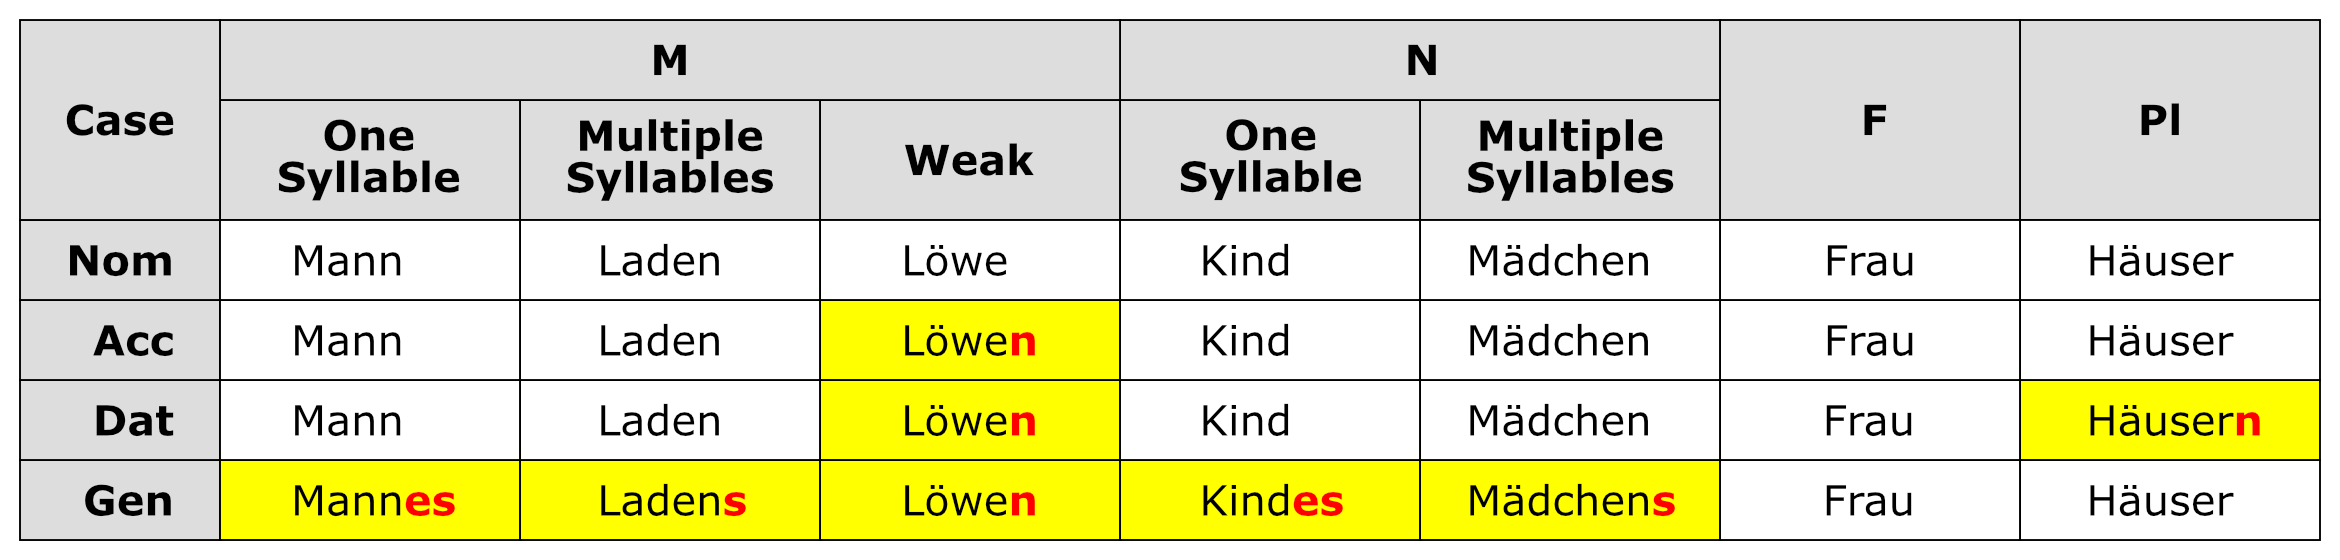 Case M N F Pl
One Syllable Multiple Syllables Weak One Syllable Multiple Syllables
Nom Mann Laden Löwe Kind Mädchen Frau Häuser
Acc Mann Laden Löwen Kind Mädchen Frau Häuser
Dat Mann Laden Löwen Kind Mädchen Frau Häusern
Gen Mannes Ladens Löwen Kindes Mädchens Frau Häuser